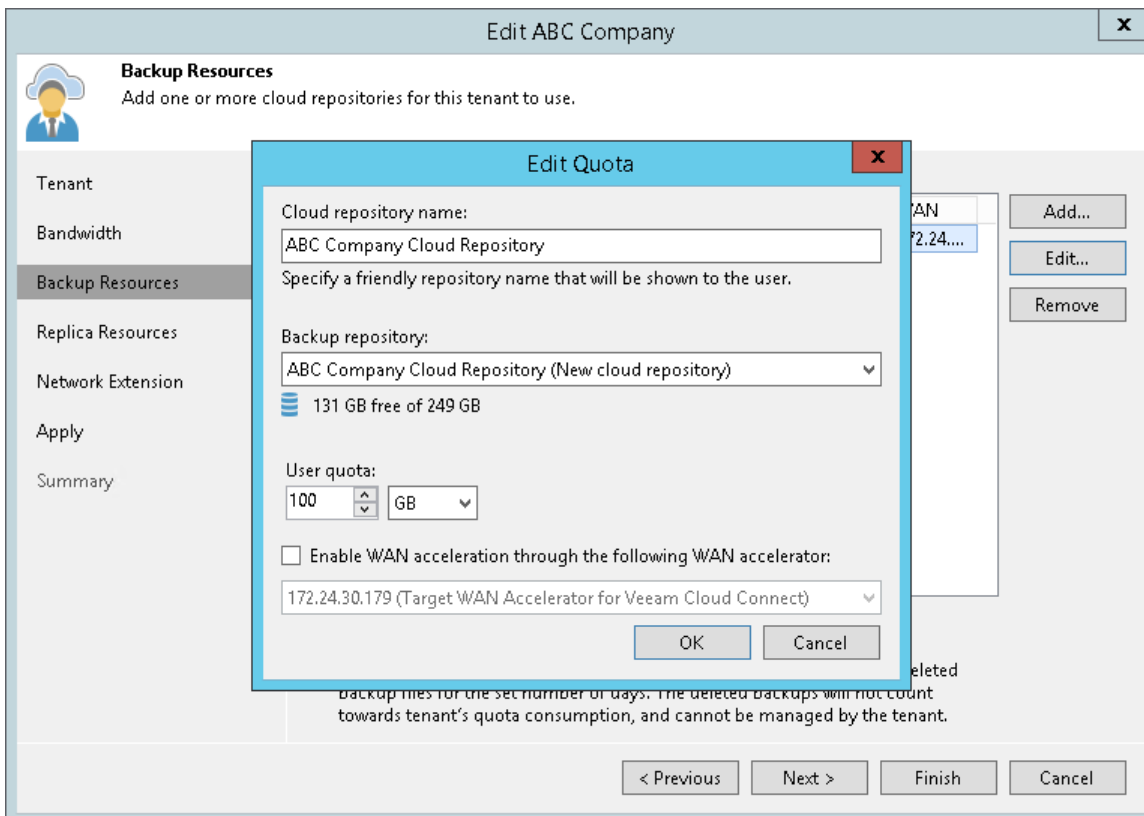 Edit ABC Company
x
Backup Resources
Add one or more cloud repositories for this tenant to use.
Tenant
Bandwidth
Backup Resources
Replica Resources
Network Extension
Apply
Summary
72.24....
Add...
Edit...
Remove
Edit Quota
x
Cloud repository name:
ABC Company Cloud Repository
Specify a friendly repository name that will be shown to the user.
Backup repository:
ABC Company Cloud Repository (New cloud repository)
131 GB free of 249 GB
User quota:
100
GB
Enable WAN acceleration through the following WAN accelerator:
172.24.30.179 (Target WAN Accelerator for Veeam Cloud Connect)
OK
Cancel
backup files for the set number of days. The deleted backups will not count
towards tenant's quota consumption, and cannot be managed by the tenant.
< Previous
Next >
Finish
Cancel